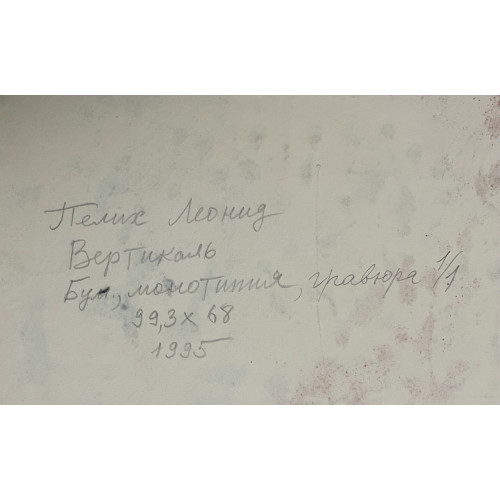 Пелих Леонид
Вертикаль
Бум., монотипия, гравюра 1/1
99,3 х 68
1995